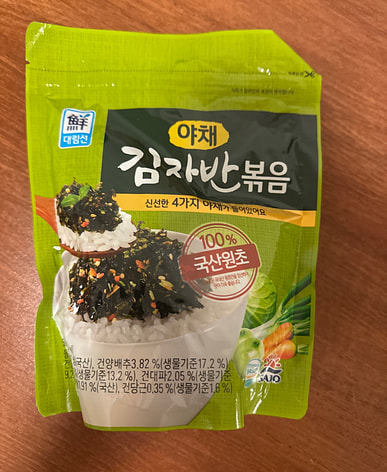 鮮
대림선
야채
김자반볶음
신선한 4가지 야채가 들어있어요
100%
국산원초
국산), 건양배추3.82 %(생물기준17.2 %)
(생물기준13.2 %), 건대파2.05 %(생물기준
0.91 %(국산), 건당근0.35 %(생물기준1.6 %)